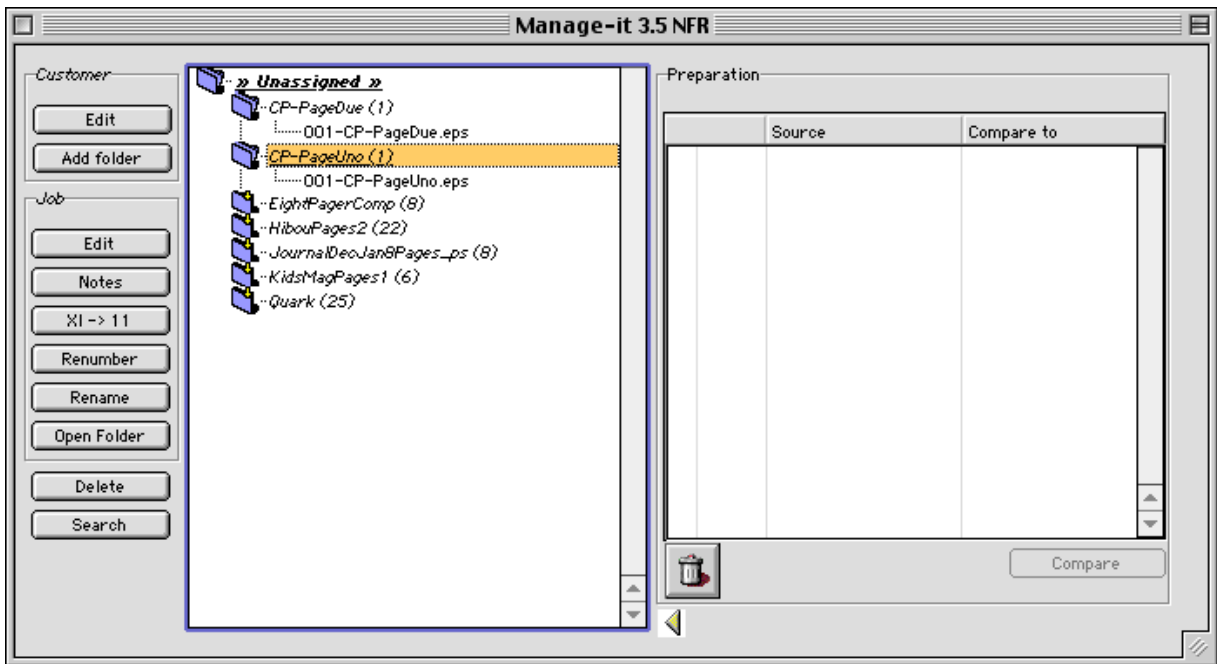 Manage-it 3.5 NFR
Customer
Edit
Add folder
Job
Edit
Notes
XI -> 11
Renumber
Rename
Open Folder
Delete
Search
» Unassigned »
CP-PageDue (1)
001-CP-PageDue.eps
CP-PageUno (1)
001-CP-PageUno.eps
EightPagerComp (8)
HibouPages2 (22)
JournalDecJan8Pages_ps (8)
KidsMagPages1 (6)
Quark (25)
Preparation
Source Compare to
Compare